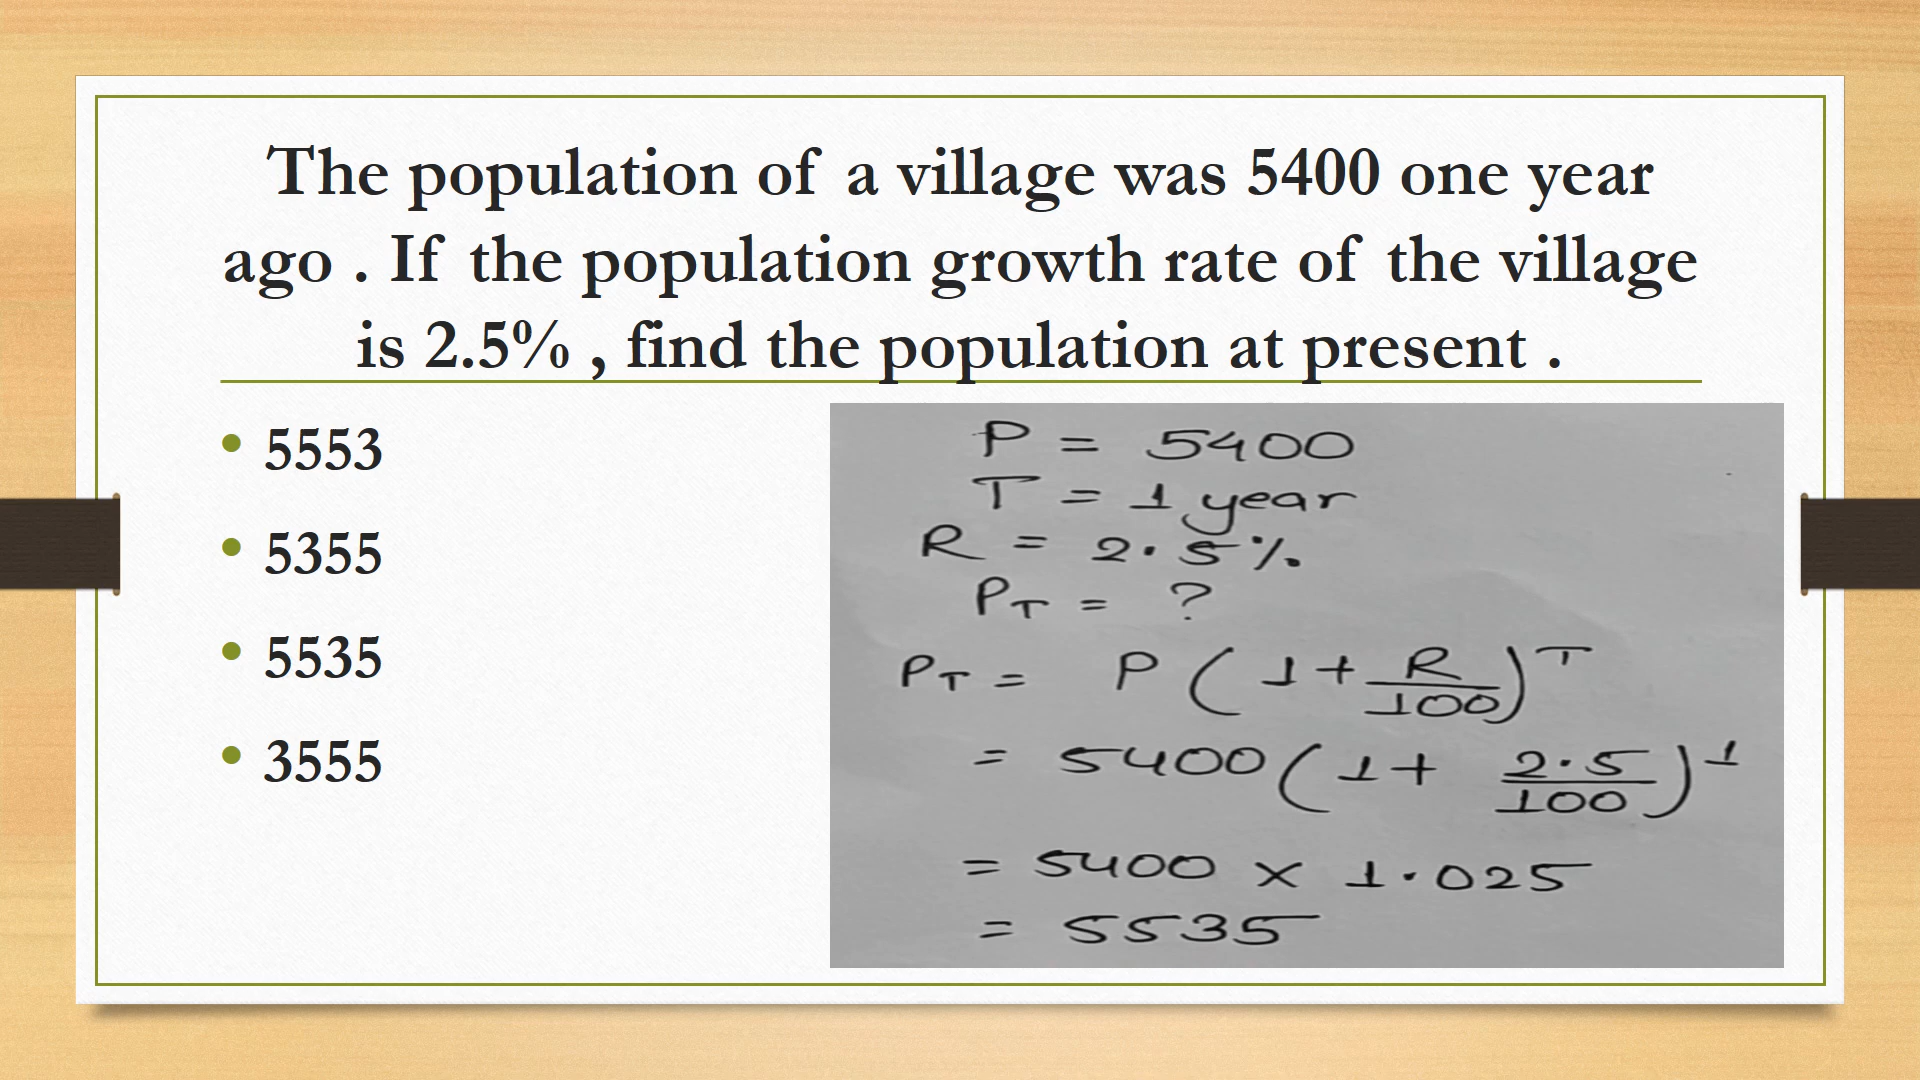 The population of a village was 5400 one year
ago . If the population growth rate of the village
is 2.5% , find the population at present .
• 5553
• 5355
• 5535
• 3555
P = 5400
T = 1 year
R = 2.5%
P_T = ?
P_T = P (1 + R/100)^T
= 5400 (1 + 2.5/100)^1
= 5400 × 1.025
= 5535